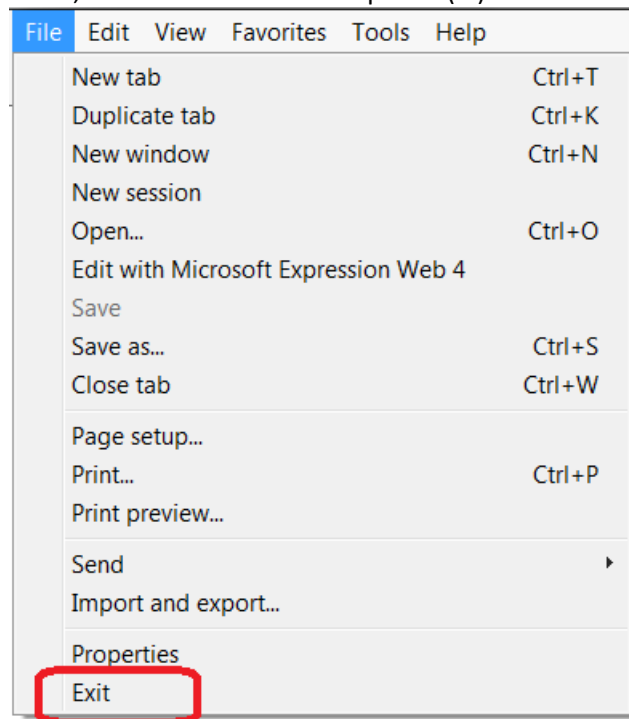 File Edit View Favorites Tools Help
New tab Ctrl+T
Duplicate tab Ctrl+K
New window Ctrl+N
New session
Open... Ctrl+O
Edit with Microsoft Expression Web 4
Save
Save as... Ctrl+S
Close tab Ctrl+W
Page setup...
Print... Ctrl+P
Print preview...
Send
Import and export...
Properties
Exit